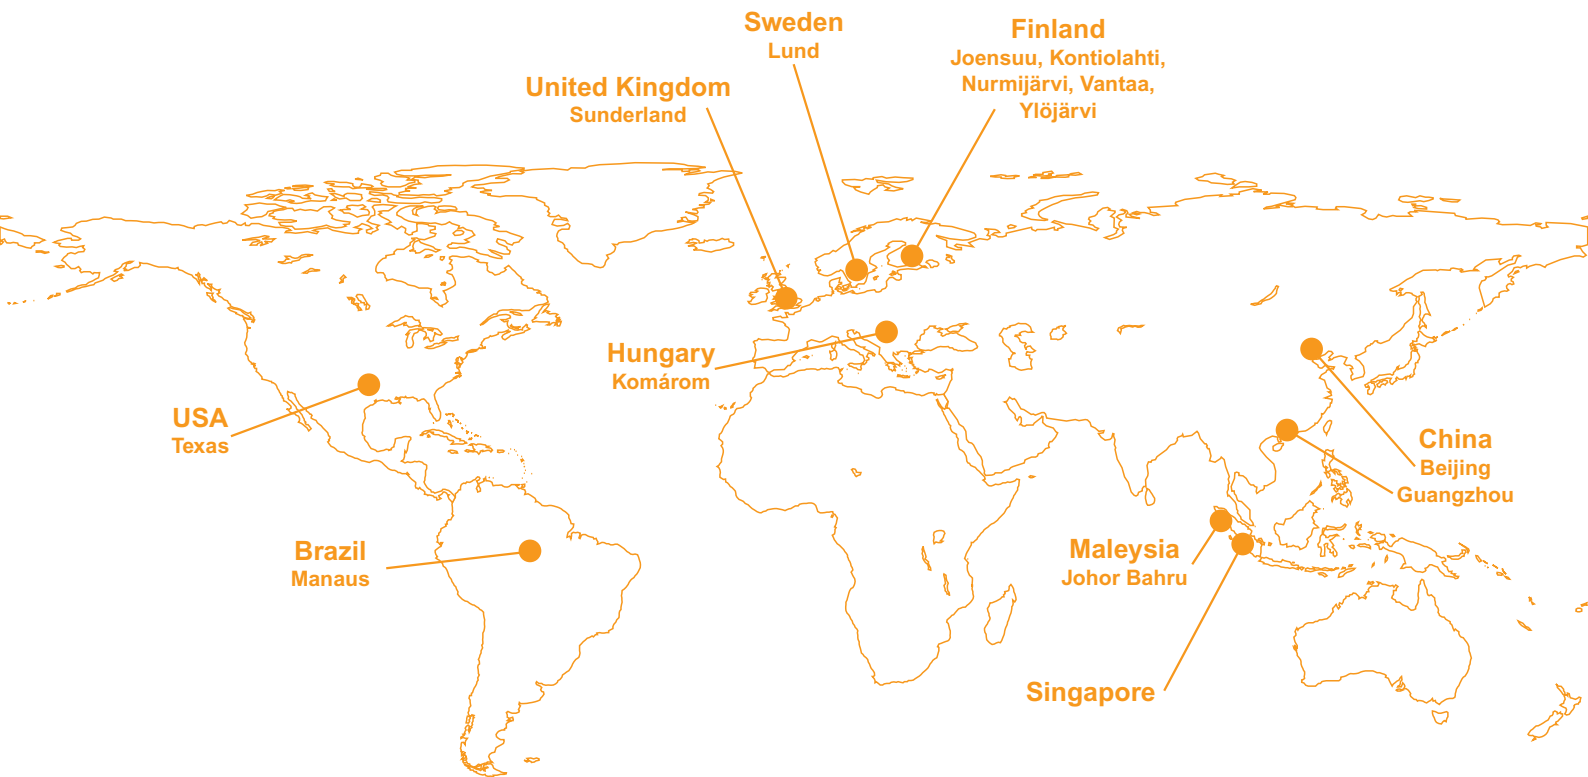 Sweden
Lund
Finland
Joensuu, Kontiolahti,
Nurmijärvi, Vantaa,
Ylöjärvi
United Kingdom
Sunderland
Hungary
Komárom
USA
Texas
China
Beijing
Guangzhou
Brazil
Manaus
Maleysia
Johor Bahru
Singapore